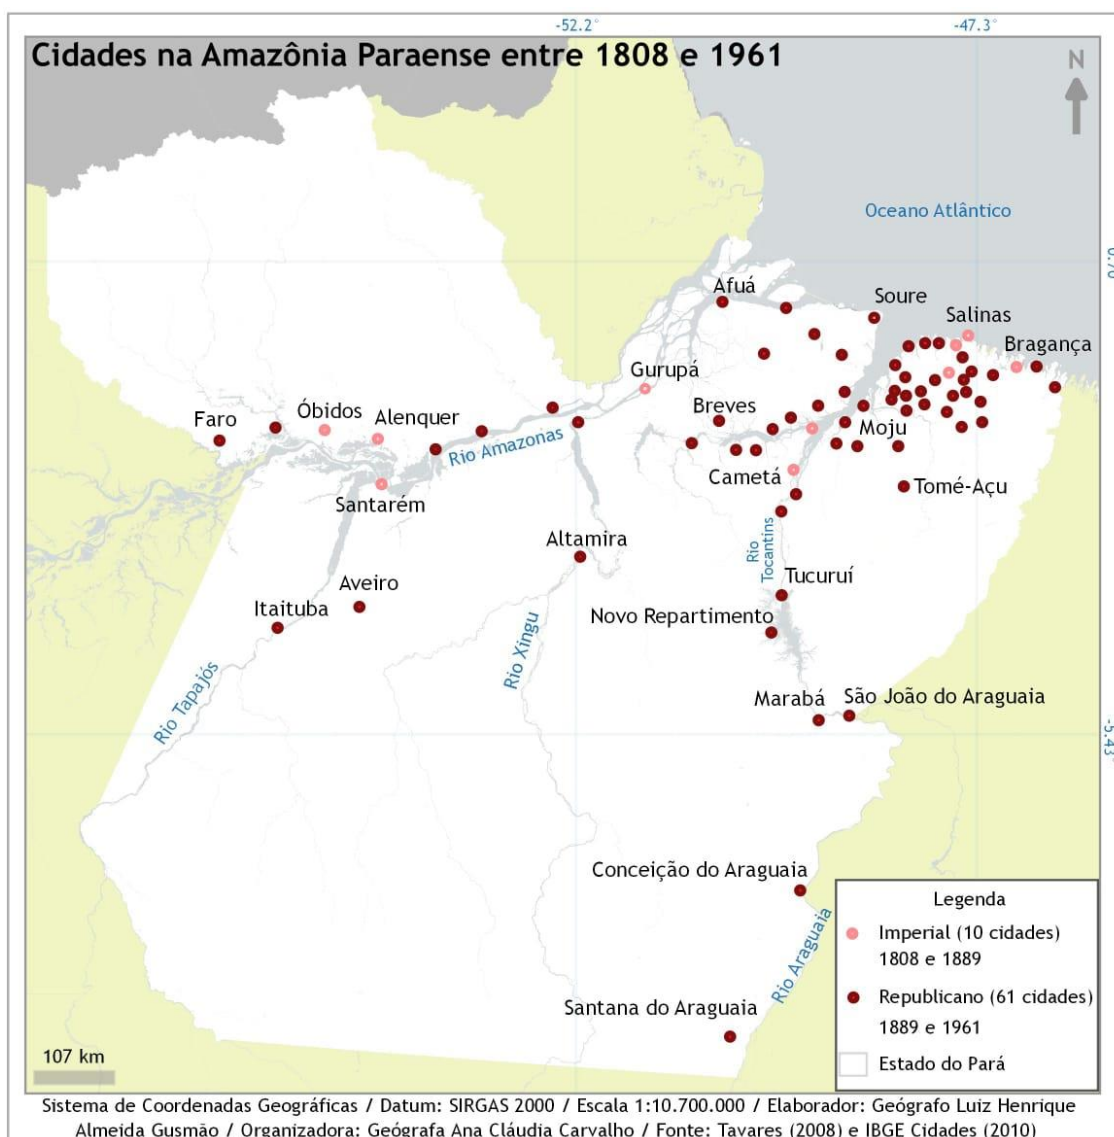 -52.2°
-47.3°
Cidades na Amazônia Paraense entre 1808 e 1961
N
Oceano Atlântico
Afuá
Soure
Salinas
Bragança
Gurupá
Faro
Óbidos
Alenquer
Breves
Rio Amazonas
Moju
Cametá
Santarém
Tomé-Açu
Altamira
Rio Tocantins
Aveiro
Tucuruí
Itaituba
Novo Repartimento
Rio Xingu
Rio Tapajós
Marabá
São João do Araguaia
-5.43°
Conceição do Araguaia
Rio Araguaia
Santana do Araguaia
Legenda
Imperial (10 cidades)
1808 e 1889
Republicano (61 cidades)
1889 e 1961
Estado do Pará
107 km
Sistema de Coordenadas Geográficas / Datum: SIRGAS 2000 / Escala 1:10.700.000 / Elaborador: Geógrafo Luiz Henrique
Almeida Gusmão / Organizadora: Geógrafa Ana Cláudia Carvalho / Fonte: Tavares (2008) e IBGE Cidades (2010)